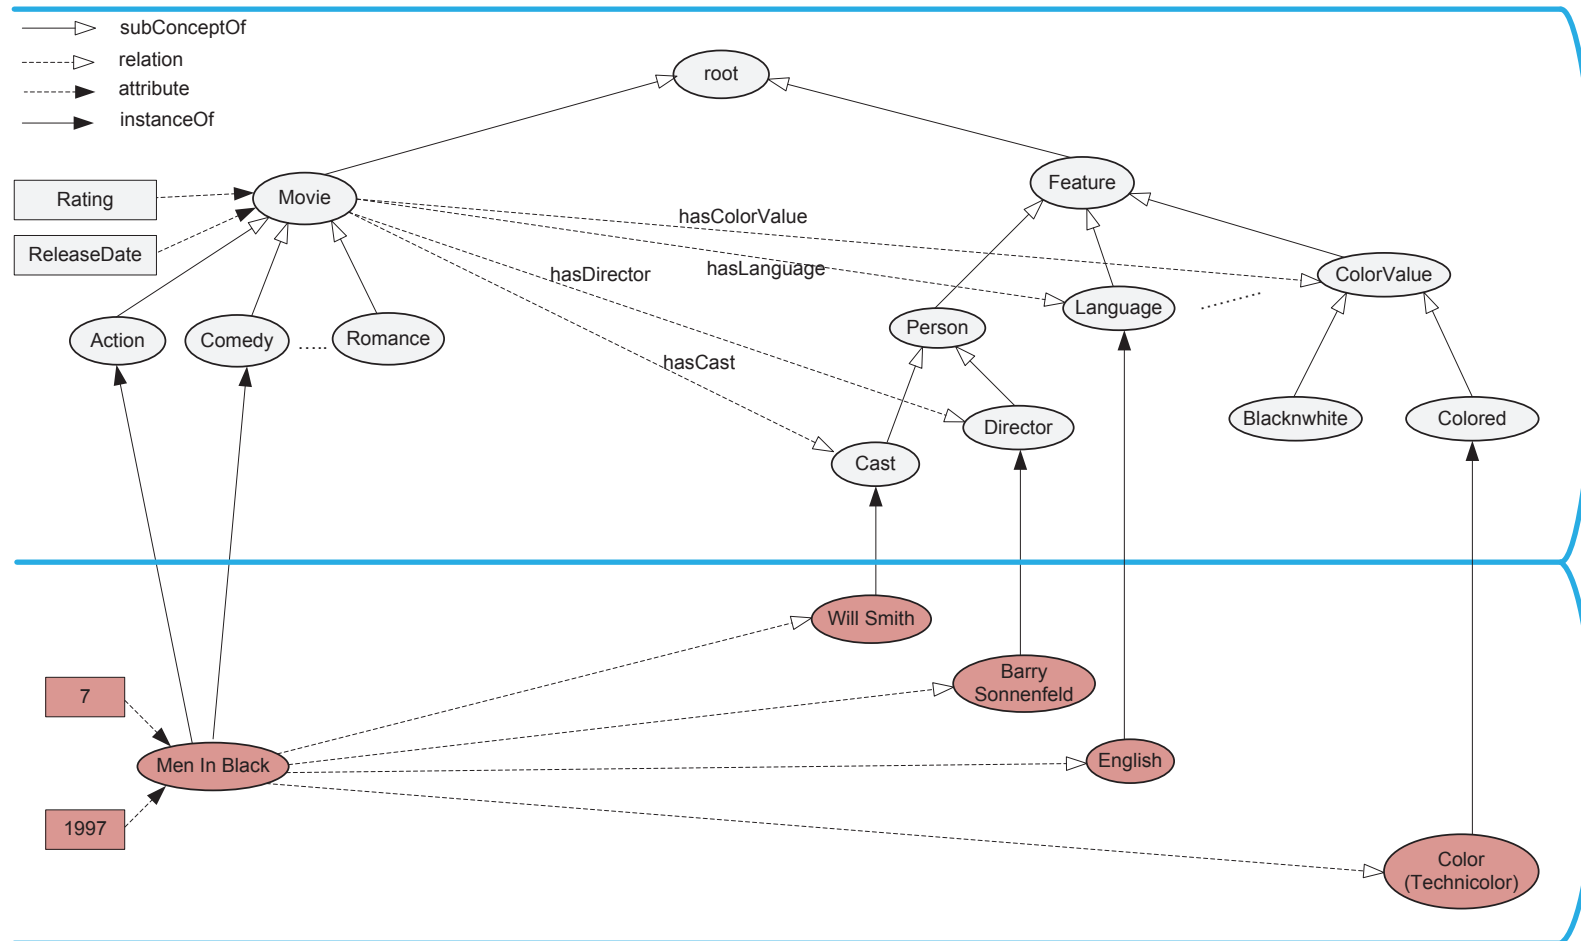 subConceptOf
relation
attribute
instanceOf
root
Rating
Movie
Feature
ReleaseDate
hasColorValue
hasDirector
hasLanguage
ColorValue
Language
Action
Comedy
.....
Romance
Person
hasCast
Blacknwhite
Colored
Director
Cast
Will Smith
Barry
Sonnenfeld
7
Men In Black
English
1997
Color
(Technicolor)